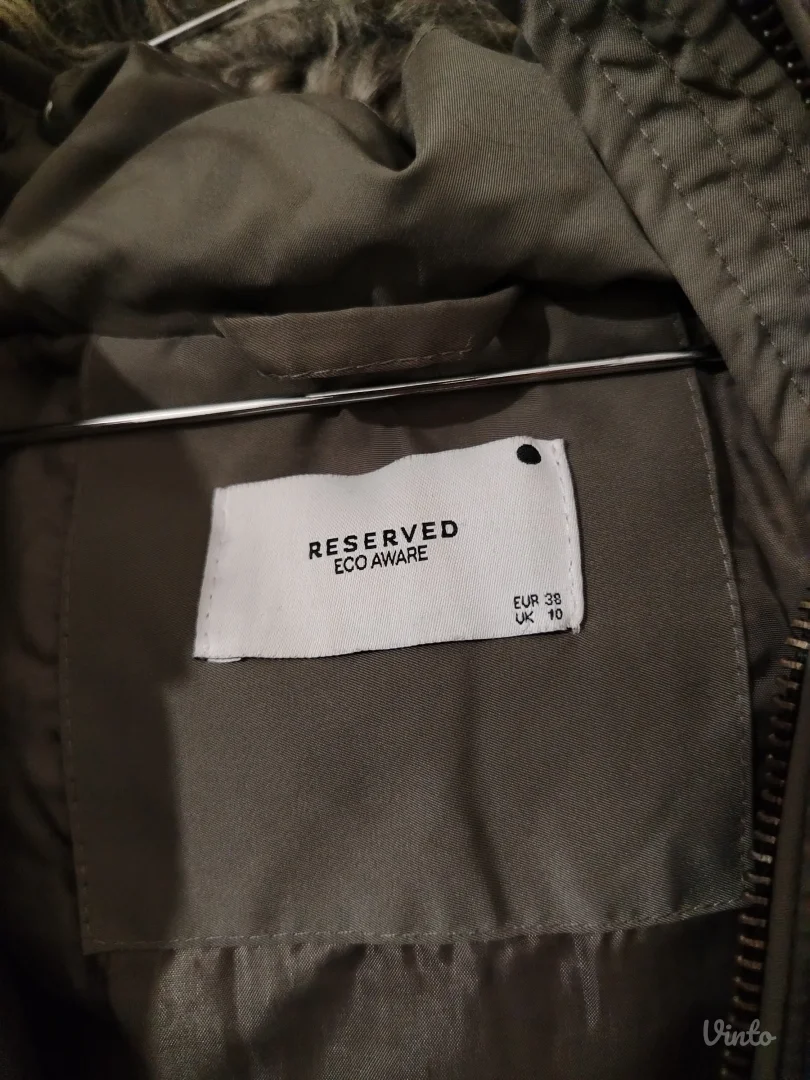 RESERVED
ECO AWARE
EUR 38
UK 10
Vinto